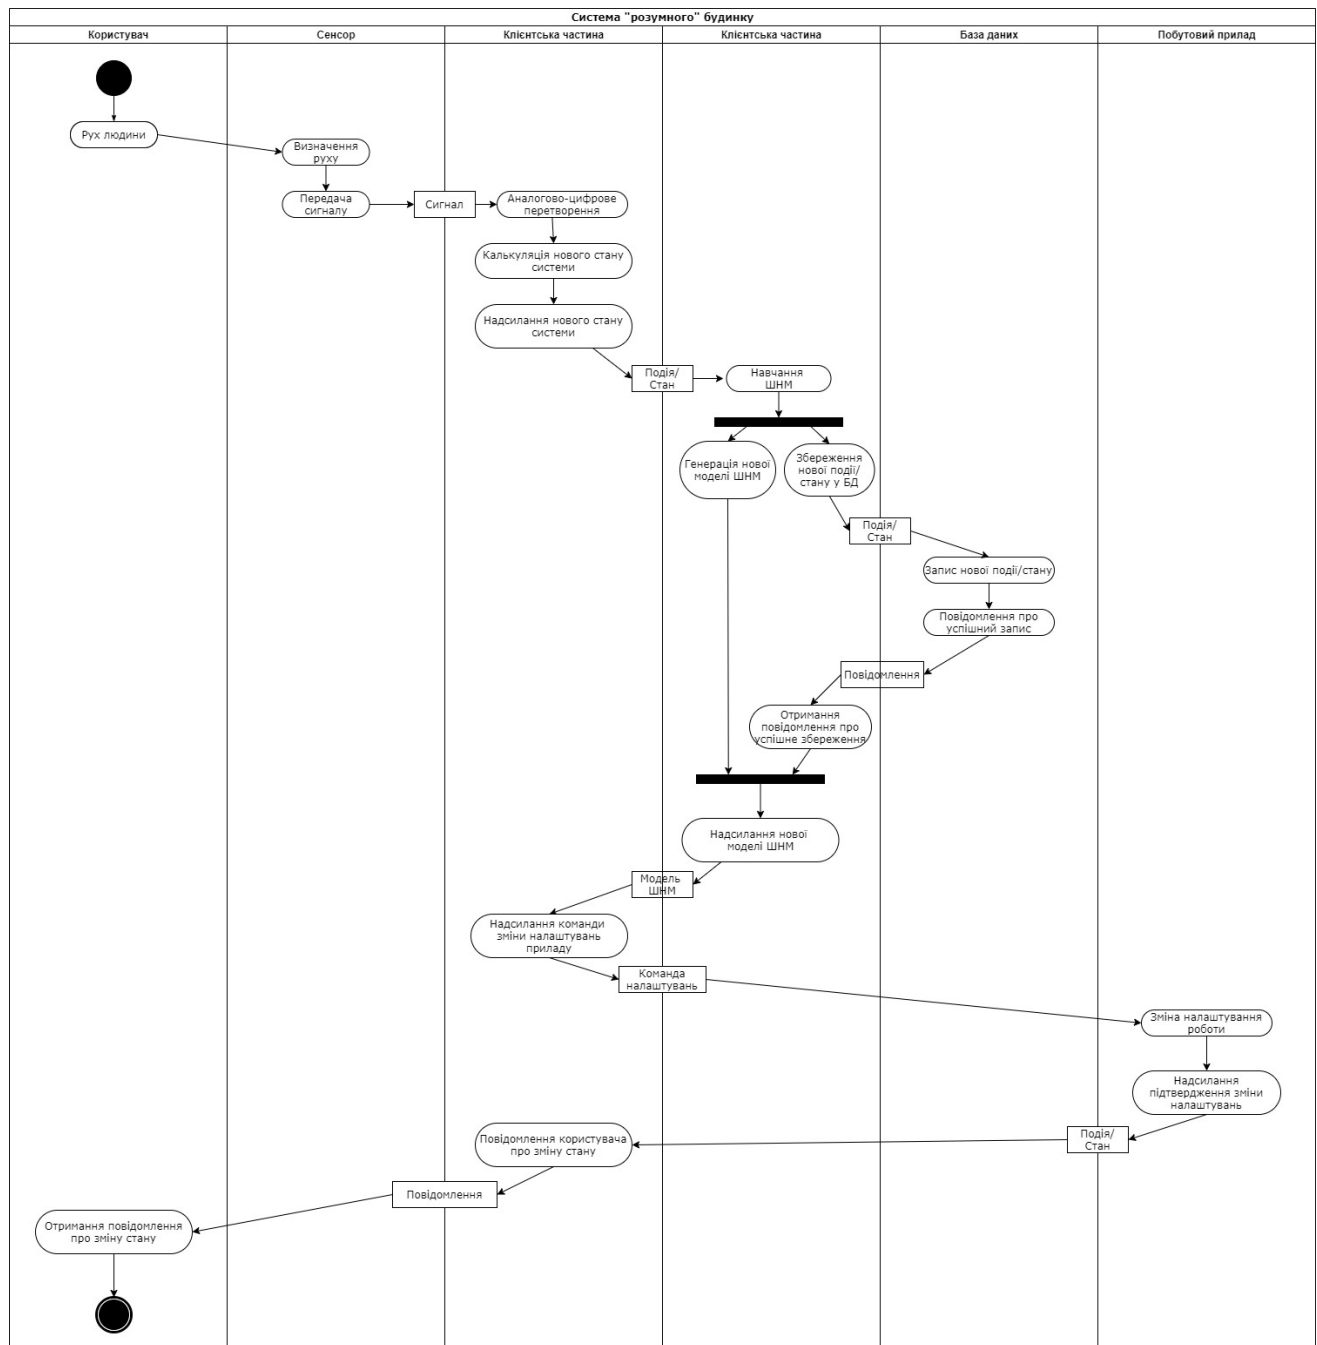 Система "розумного" будинку
Користувач
Сенсор
Клієнтська частина
Клієнтська частина
База даних
Побутовий прилад
Рух людини
Визначення
руху
Передача
сигналу
Сигнал
Аналогово-цифрове
перетворення
Калькуляція нового стану
системи
Надсилання нового стану
системи
Подія/
Стан
Навчання
ШНМ
Генерація нової
моделі ШНМ
Збереження
нової події/
стану у БД
Подія/
Стан
Запис нової події/стану
Повідомлення про
успішний запис
Повідомлення
Отримання
повідомлення про
успішне збереження
Надсилання нової
моделі ШНМ
Модель
ШНМ
Надсилання команди
зміни налаштувань
приладу
Команда
налаштувань
Зміна налаштування
роботи
Надсилання
підтвердження зміни
налаштувань
Подія/
Стан
Повідомлення користувача
про зміну стану
Повідомлення
Отримання повідомлення
про зміну стану